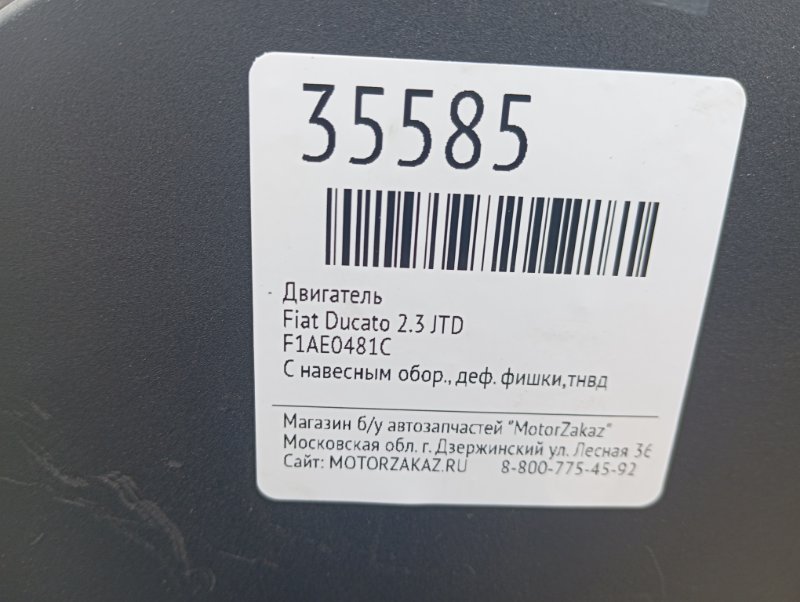 35585
Двигатель
Fiat Ducato 2.3 JTD
F1AE0481C
С навесным обор., деф. фишки,тнвд
Магазин б/у автозапчастей "MotorZakaz"
Московская обл. г. Дзержинский ул. Лесная 36
Сайт: MOTORZAKAZ.RU 8-800-775-45-92